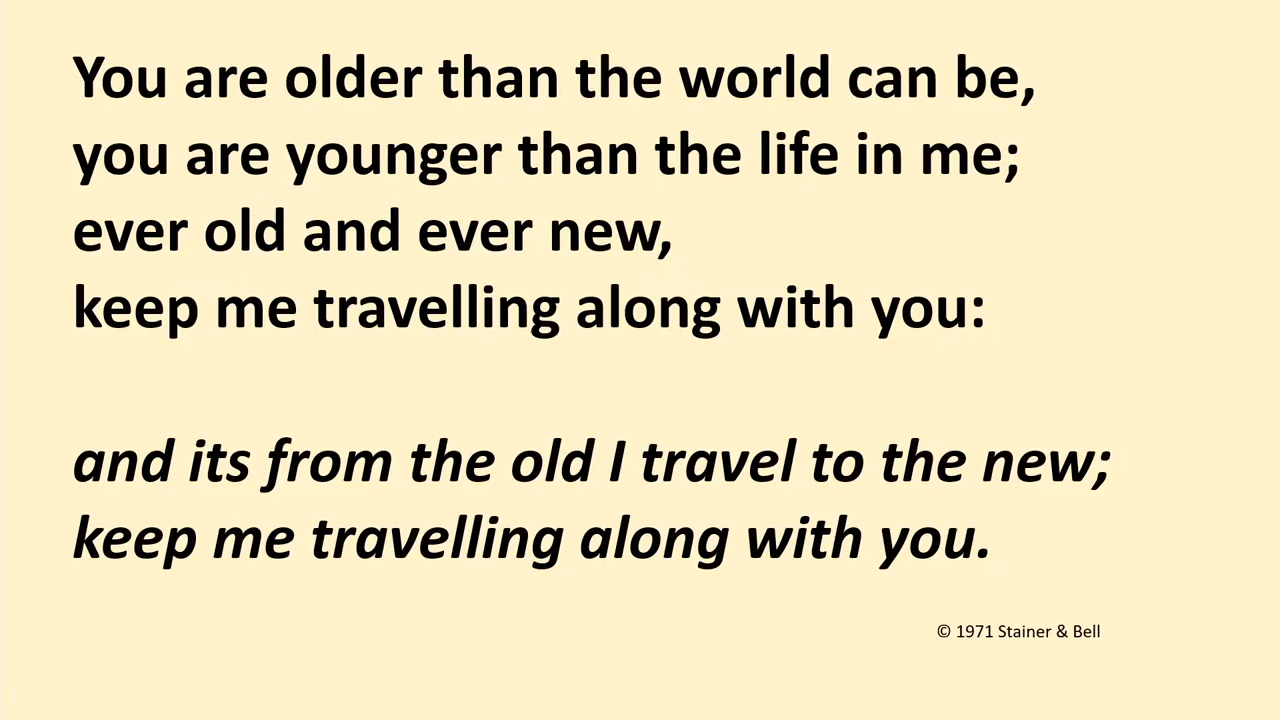 You are older than the world can be,
you are younger than the life in me;
ever old and ever new,
keep me travelling along with you:
and its from the old I travel to the new;
keep me travelling along with you.
© 1971 Stainer & Bell